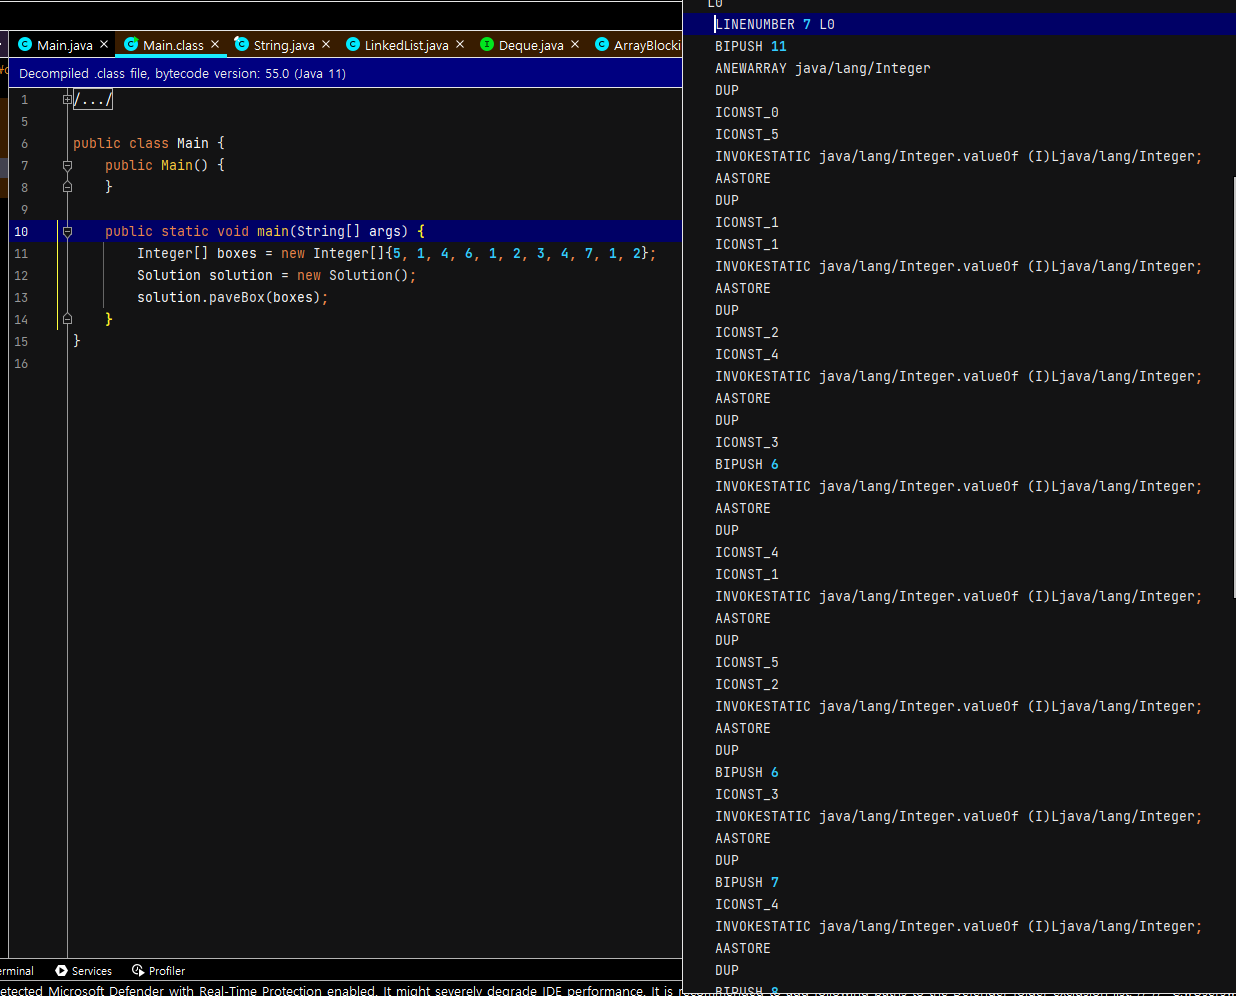 Main.java
Main.class
String.java
LinkedList.java
Deque.java
ArrayBlocki
Decompiled .class file, bytecode version: 55.0 (Java 11)
1 /.../
5
6 public class Main {
7 public Main() {
8 }
9
10 public static void main(String[] args) {
11 Integer[] boxes = new Integer[]{5, 1, 4, 6, 1, 2, 3, 4, 7, 1, 2};
12 Solution solution = new Solution();
13 solution.paveBox(boxes);
14 }
15 }
16
L0
LINENUMBER 7 L0
BIPUSH 11
ANEWARRAY java/lang/Integer
DUP
ICONST_0
ICONST_5
INVOKESTATIC java/lang/Integer.valueOf (I)Ljava/lang/Integer;
AASTORE
DUP
ICONST_1
ICONST_1
INVOKESTATIC java/lang/Integer.valueOf (I)Ljava/lang/Integer;
AASTORE
DUP
ICONST_2
ICONST_4
INVOKESTATIC java/lang/Integer.valueOf (I)Ljava/lang/Integer;
AASTORE
DUP
ICONST_3
BIPUSH 6
INVOKESTATIC java/lang/Integer.valueOf (I)Ljava/lang/Integer;
AASTORE
DUP
ICONST_4
ICONST_1
INVOKESTATIC java/lang/Integer.valueOf (I)Ljava/lang/Integer;
AASTORE
DUP
ICONST_5
ICONST_2
INVOKESTATIC java/lang/Integer.valueOf (I)Ljava/lang/Integer;
AASTORE
DUP
BIPUSH 6
ICONST_3
INVOKESTATIC java/lang/Integer.valueOf (I)Ljava/lang/Integer;
AASTORE
DUP
BIPUSH 7
ICONST_4
INVOKESTATIC java/lang/Integer.valueOf (I)Ljava/lang/Integer;
AASTORE
DUP
BIPUSH 8
erminal Services Profiler
etected Microsoft Defender with Real-Time Protection enabled. It might severely degrade IDE performance. It is